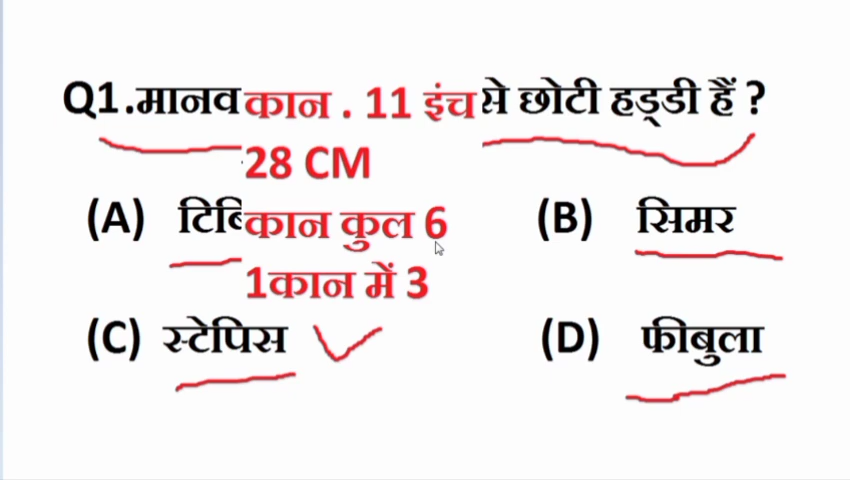 Q1.मानव कान . 11 इंच से छोटी हड्डी हैं ?
28 CM
(A) कान कुल 6 (B) सिमर
1कान में 3
(C) स्टेपिस (D) फीबुला